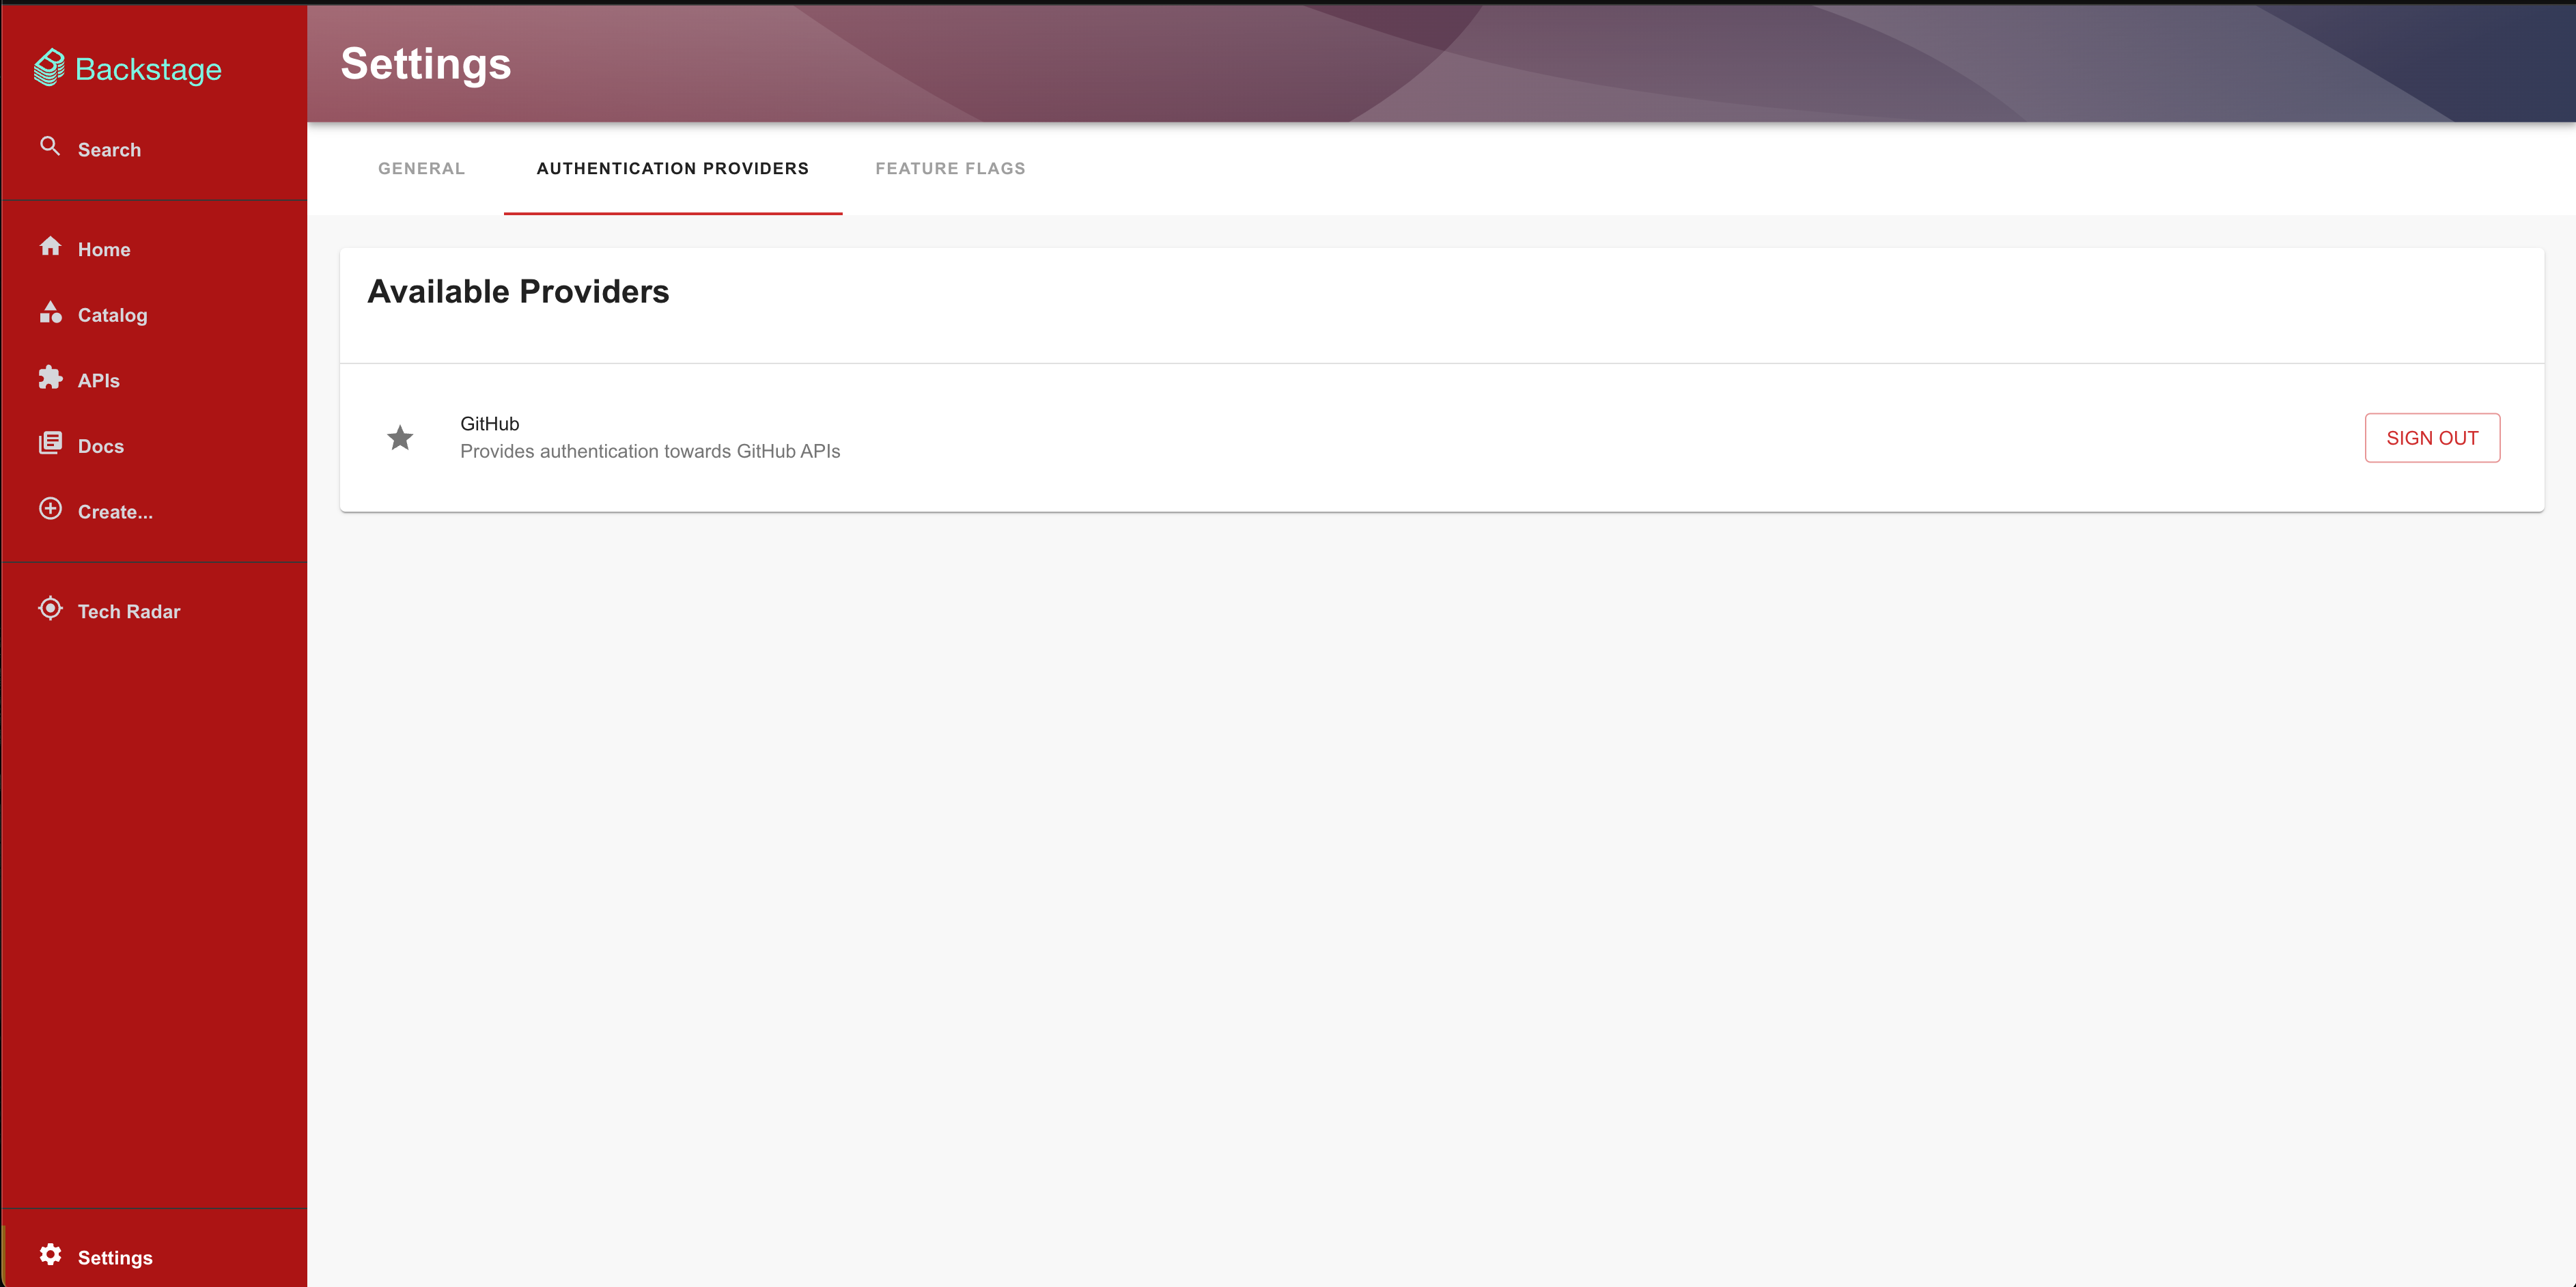 Backstage
Search
Home
Catalog
APIs
Docs
Create...
Tech Radar
Settings
Settings
GENERAL
AUTHENTICATION PROVIDERS
FEATURE FLAGS
Available Providers
GitHub
Provides authentication towards GitHub APIs
SIGN OUT